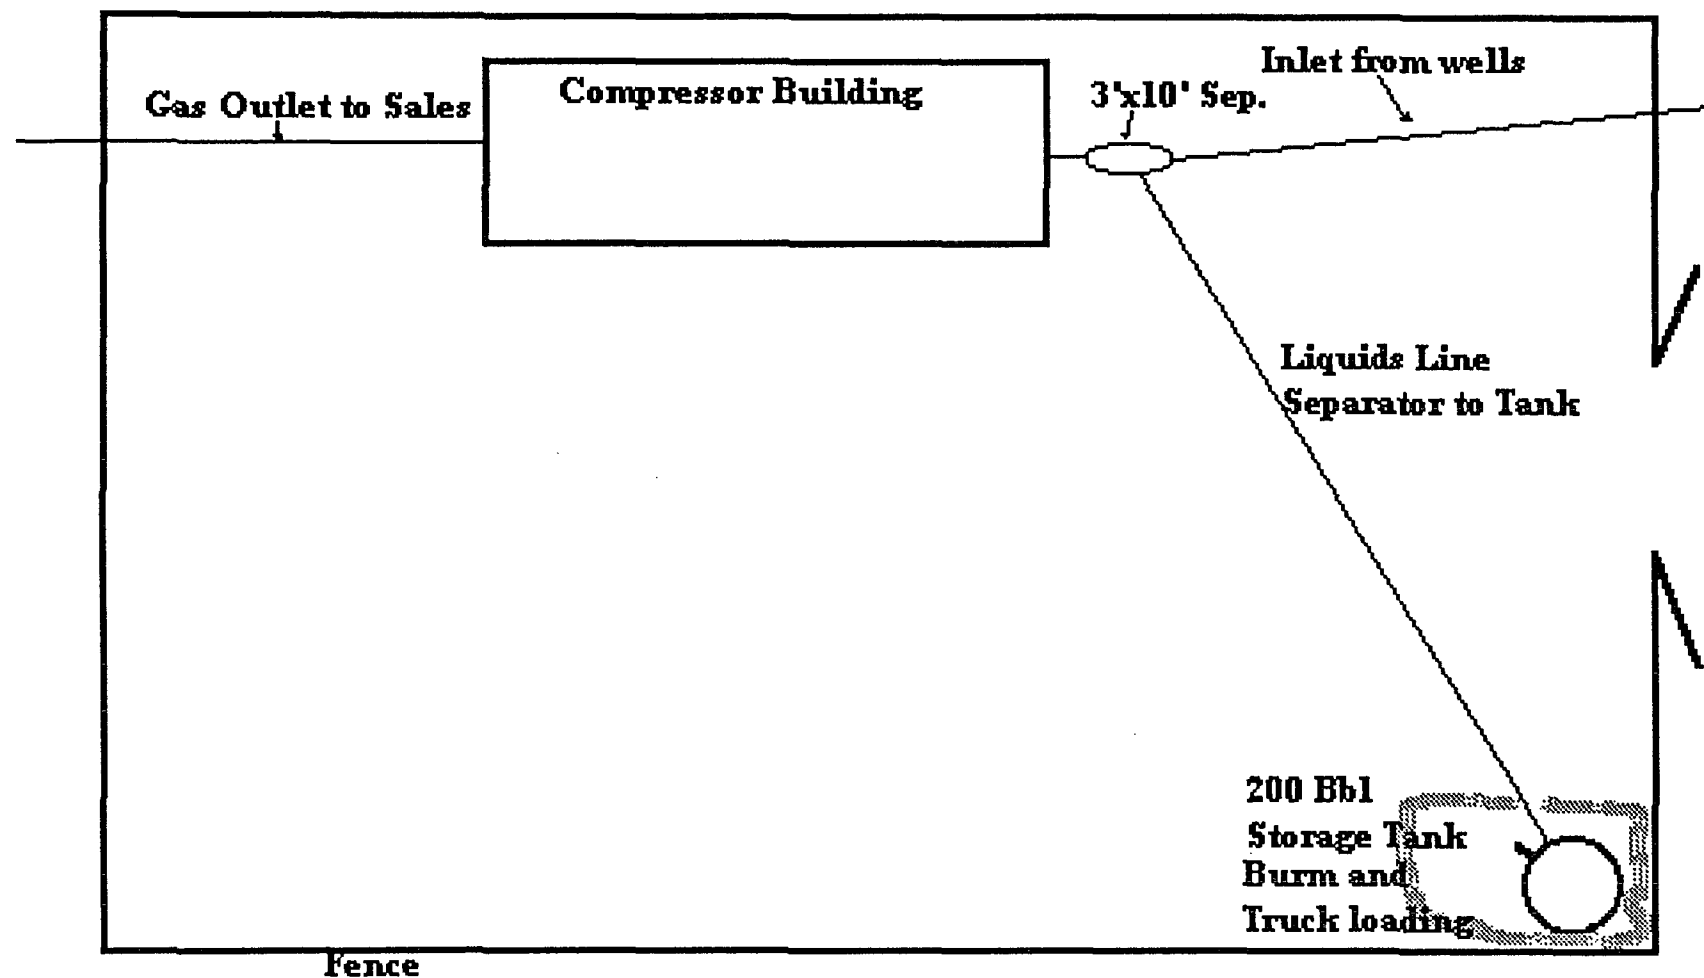 Inlet from wells
Compressor Building
3'x10' Sep.
Gas Outlet to Sales
Liquids Line
Separator to Tank
200 Bbl
Storage Tank
Burm and
Truck loading
Fence